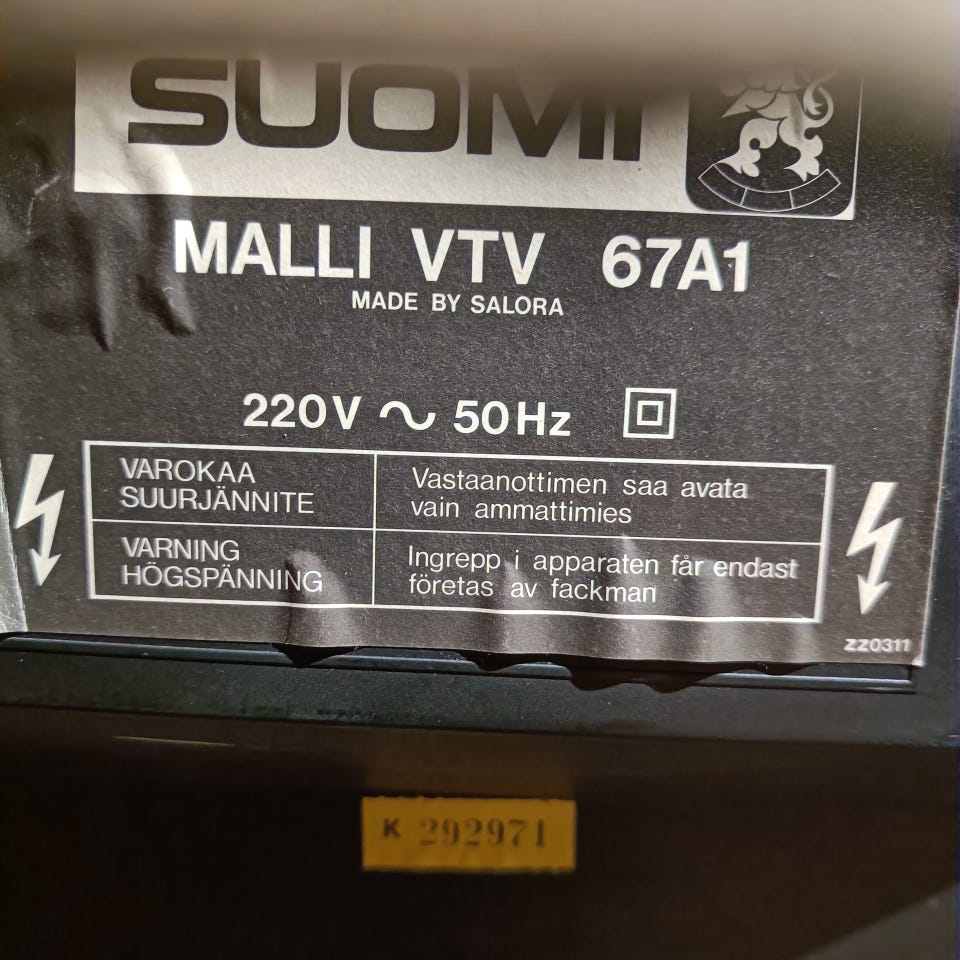 SUOMI
MALLI VTV 67A1
MADE BY SALORA
220V ~ 50Hz
VAROKAA
SUURJÄNNITE
Vastaanottimen saa avata
vain ammattimies
VARNING
HÖGSPÄNNING
Ingrepp i apparaten får endast
företas av fackman
ZZ0311
K 292971